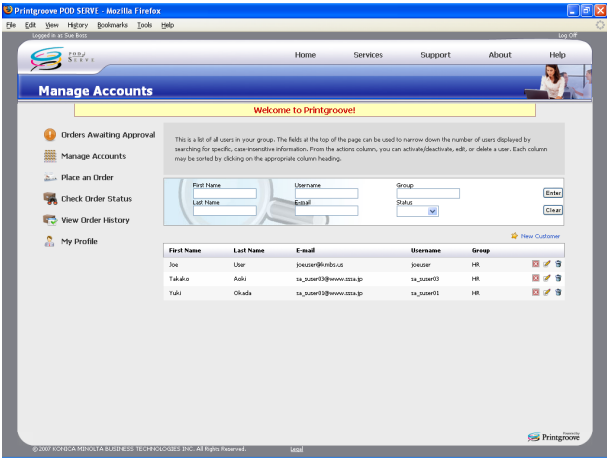 Printgroove POD SERVE - Mozilla Firefox
File Edit View History Bookmarks Tools Help
Logged in as Sue Boss Log Off
POD
SERVE
Home Services Support About Help
Manage Accounts
Welcome to Printgroove!
Orders Awaiting Approval
Manage Accounts
Place an Order
Check Order Status
View Order History
My Profile
This is a list of all users in your group. The fields at the top of the page can be used to narrow down the number of users displayed by
searching for specific, case-insensitive information. From the actions column, you can activate/deactivate, edit, or delete a user. Each column
may be sorted by clicking on the appropriate column heading.
First Name Username Group
Enter
Last Name E-mail Status
Clear
New Customer
First Name Last Name E-mail Username Group
Joe User joeuser@kmbs.us joeuser HR
Takako Aoki sa_suser03@www.sssa.jp sa_suser03 HR
Yuki Okada sa_suser01@www.sssa.jp sa_suser01 HR
Powered by
Printgroove
© 2007 KONICA MINOLTA BUSINESS TECHNOLOGIES INC. All Rights Reserved. Legal